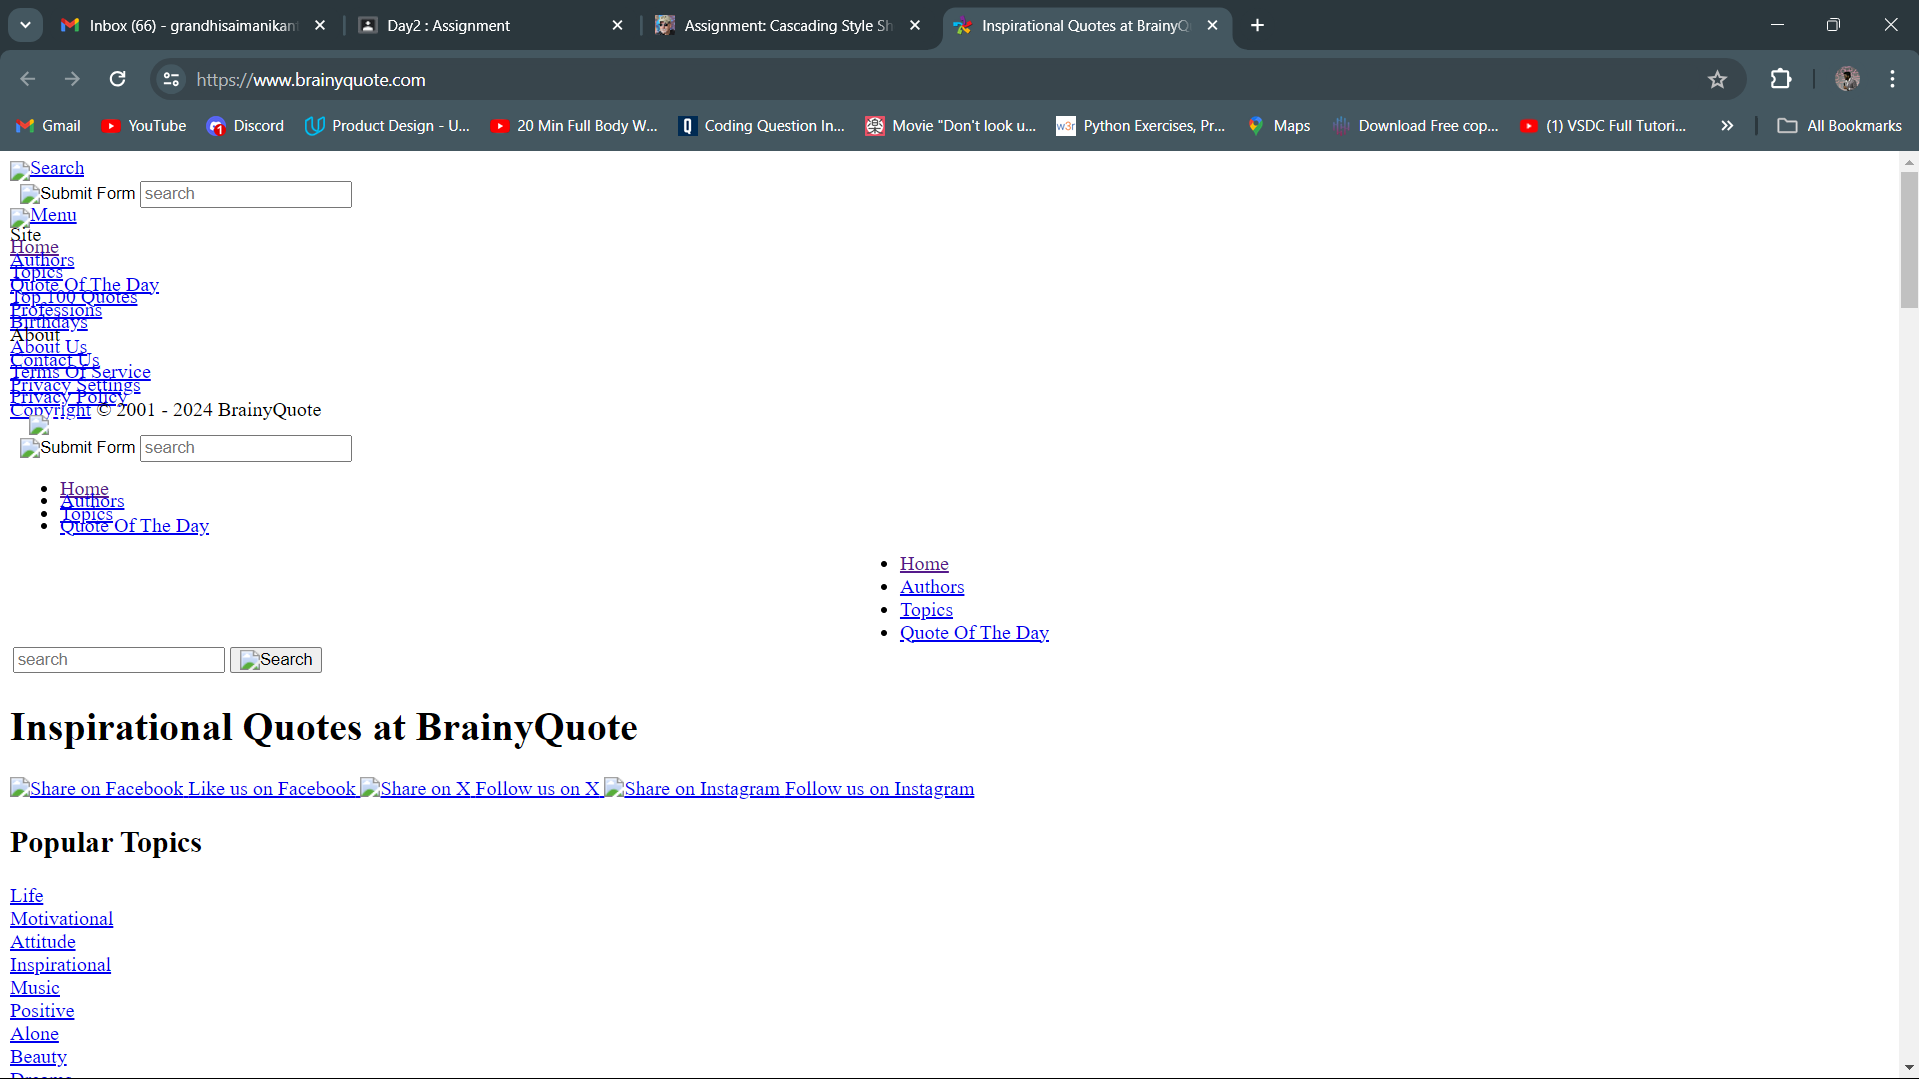 Inbox (66) - grandhisaimanikan
Day2 : Assignment
Assignment: Cascading Style Sh
Inspirational Quotes at BrainyQ
https://www.brainyquote.com
Gmail
YouTube
Discord
Product Design - U...
20 Min Full Body W...
Coding Question In...
Movie "Don't look u...
Python Exercises, Pr...
Maps
Download Free cop...
(1) VSDC Full Tutori...
All Bookmarks
Search
Submit Form search
Menu
Site
Home
Authors
Topics
Quote Of The Day
Top 100 Quotes
Professions
Birthdays
About
About Us
Contact Us
Terms Of Service
Privacy Settings
Privacy Policy
Copyright © 2001 - 2024 BrainyQuote
Submit Form search
Home
Authors
Topics
Quote Of The Day
Home
Authors
Topics
Quote Of The Day
search Search
Inspirational Quotes at BrainyQuote
Share on Facebook Like us on Facebook Share on X Follow us on X Share on Instagram Follow us on Instagram
Popular Topics
Life
Motivational
Attitude
Inspirational
Music
Positive
Alone
Beauty
Dreams